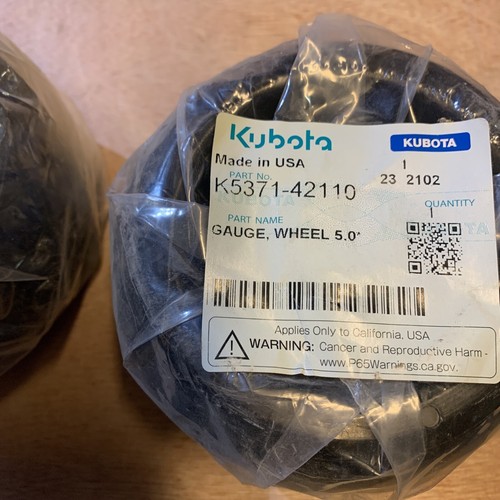 Kubota
KUBOTA
Made in USA
1
PART No.
23 2102
K5371-42110
QUANTITY
1
PART NAME
GAUGE, WHEEL 5.0"
Applies Only to California, USA
WARNING: Cancer and Reproductive Harm -
www.P65Warnings.ca.gov.